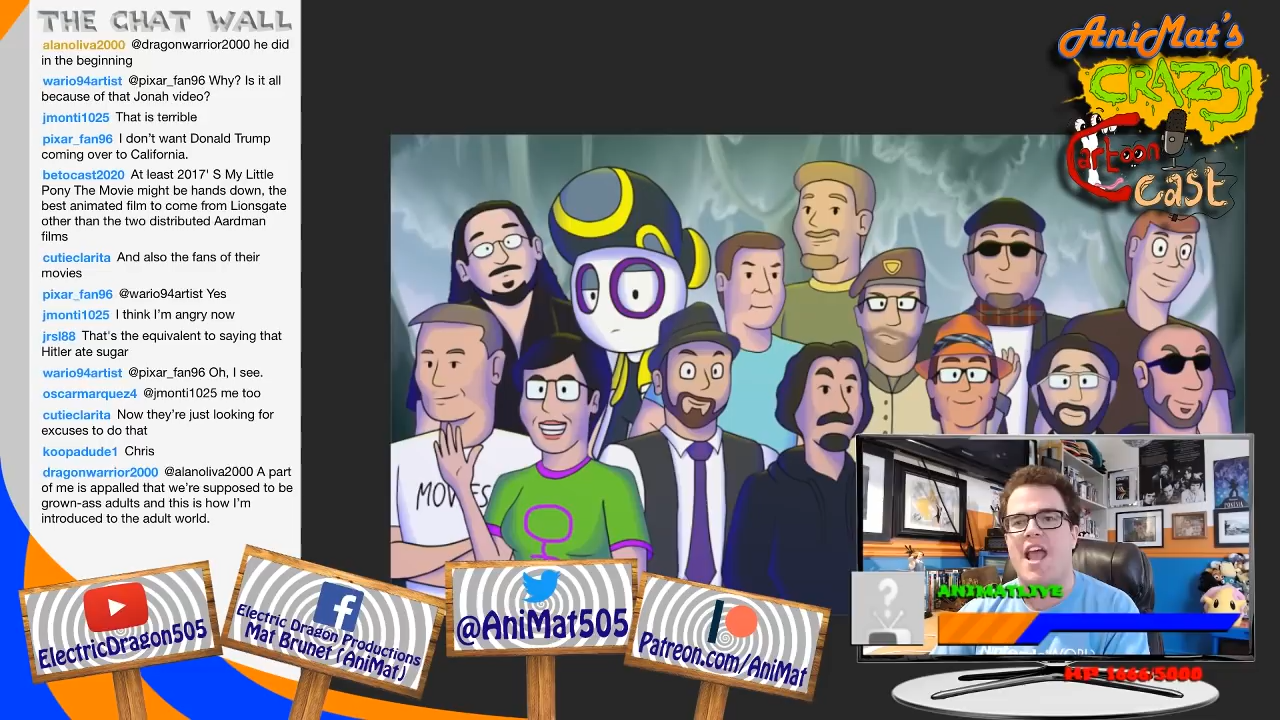 THE CHAT WALL
alanoliva2000 @dragonwarrior2000 he did
in the beginning
wario94artist @pixar_fan96 Why? Is it all
because of that Jonah video?
jmonti1025 That is terrible
pixar_fan96 I don’t want Donald Trump
coming over to California.
betocast2020 At least 2017' S My Little
Pony The Movie might be hands down, the
best animated film to come from Lionsgate
other than the two distributed Aardman
films
cutieclarita And also the fans of their
movies
pixar_fan96 @wario94artist Yes
jmonti1025 I think I’m angry now
jrsl88 That's the equivalent to saying that
Hitler ate sugar
wario94artist @pixar_fan96 Oh, I see.
oscarmarquez4 @jmonti1025 me too
cutieclarita Now they’re just looking for
excuses to do that
koopadude1 Chris
dragonwarrior2000 @alanoliva2000 A part
of me is appalled that we’re supposed to be
grown-ass adults and this is how I’m
introduced to the adult world.
AniMat's
CRAZY
Cartoon
Cast
MOVIES
ANIMATLIVE
HP 1666/5000
ElectricDragon505
Electric Dragon Productions
Mat Brunet (AniMat)
@AniMat505
Patreon.com/AniMat